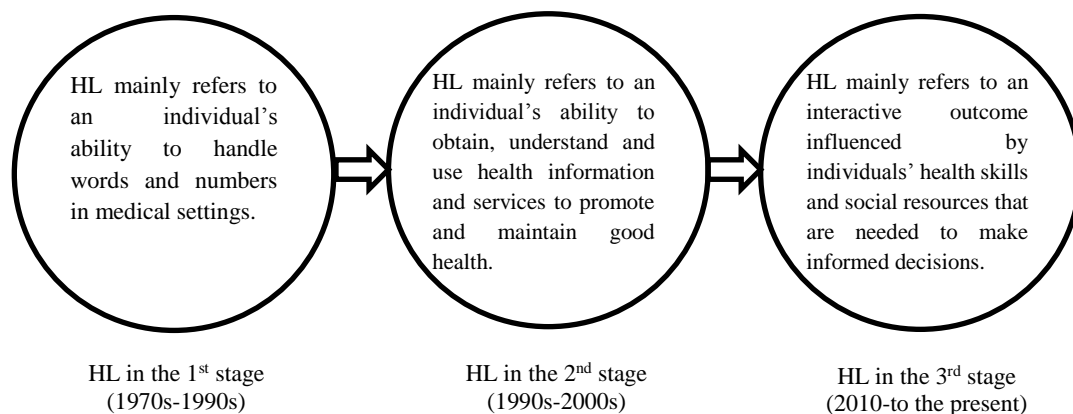 HL mainly refers to
an individual’s
ability to handle
words and numbers
in medical settings.
HL mainly refers to an
individual’s ability to
obtain, understand and
use health information
and services to promote
and maintain good
health.
HL mainly refers to an
interactive outcome
influenced by
individuals’ health skills
and social resources that
are needed to make
informed decisions.
HL in the 1st stage
(1970s-1990s)
HL in the 2nd stage
(1990s-2000s)
HL in the 3rd stage
(2010-to the present)